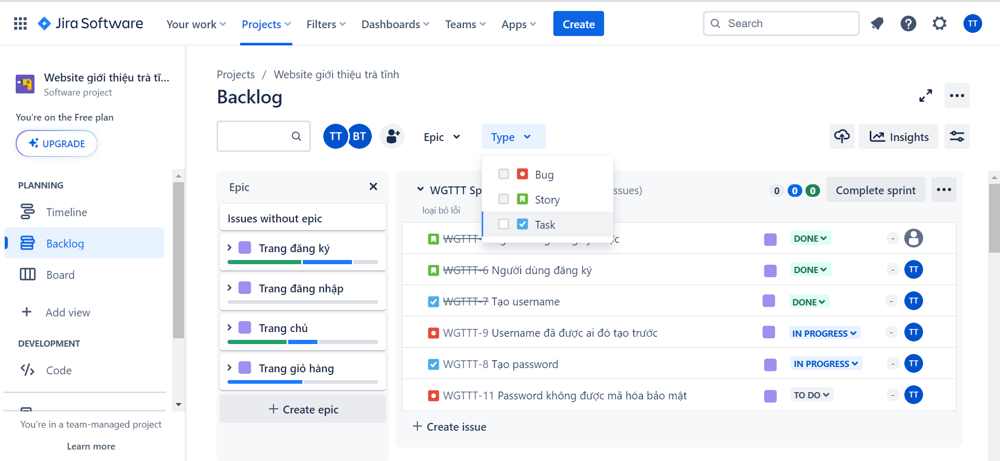 Jira Software Your work Projects Filters Dashboards Teams Apps Create Search TT
Website giới thiệu trà tĩ...
Software project
You're on the Free plan
UPGRADE
PLANNING
Timeline
Backlog
Board
Add view
DEVELOPMENT
Code
You're in a team-managed project
Learn more
Projects / Website giới thiệu trà tĩnh
Backlog
TT BT Epic Type Insights
Bug
Story
Task
Epic
Issues without epic
Trang đăng ký
Trang đăng nhập
Trang chủ
Trang giỏ hàng
+ Create epic
WGTTT Sp ssues) 0 0 0 Complete sprint
loại bỏ lỗi
WGTTT- DONE -
WGTTT-6 Người dùng đăng ký DONE - TT
WGTTT-7 Tạo username DONE - TT
WGTTT-9 Username đã được ai đó tạo trước IN PROGRESS - TT
WGTTT-8 Tạo password IN PROGRESS - TT
WGTTT-11 Password không được mã hóa bảo mật TO DO - TT
+ Create issue